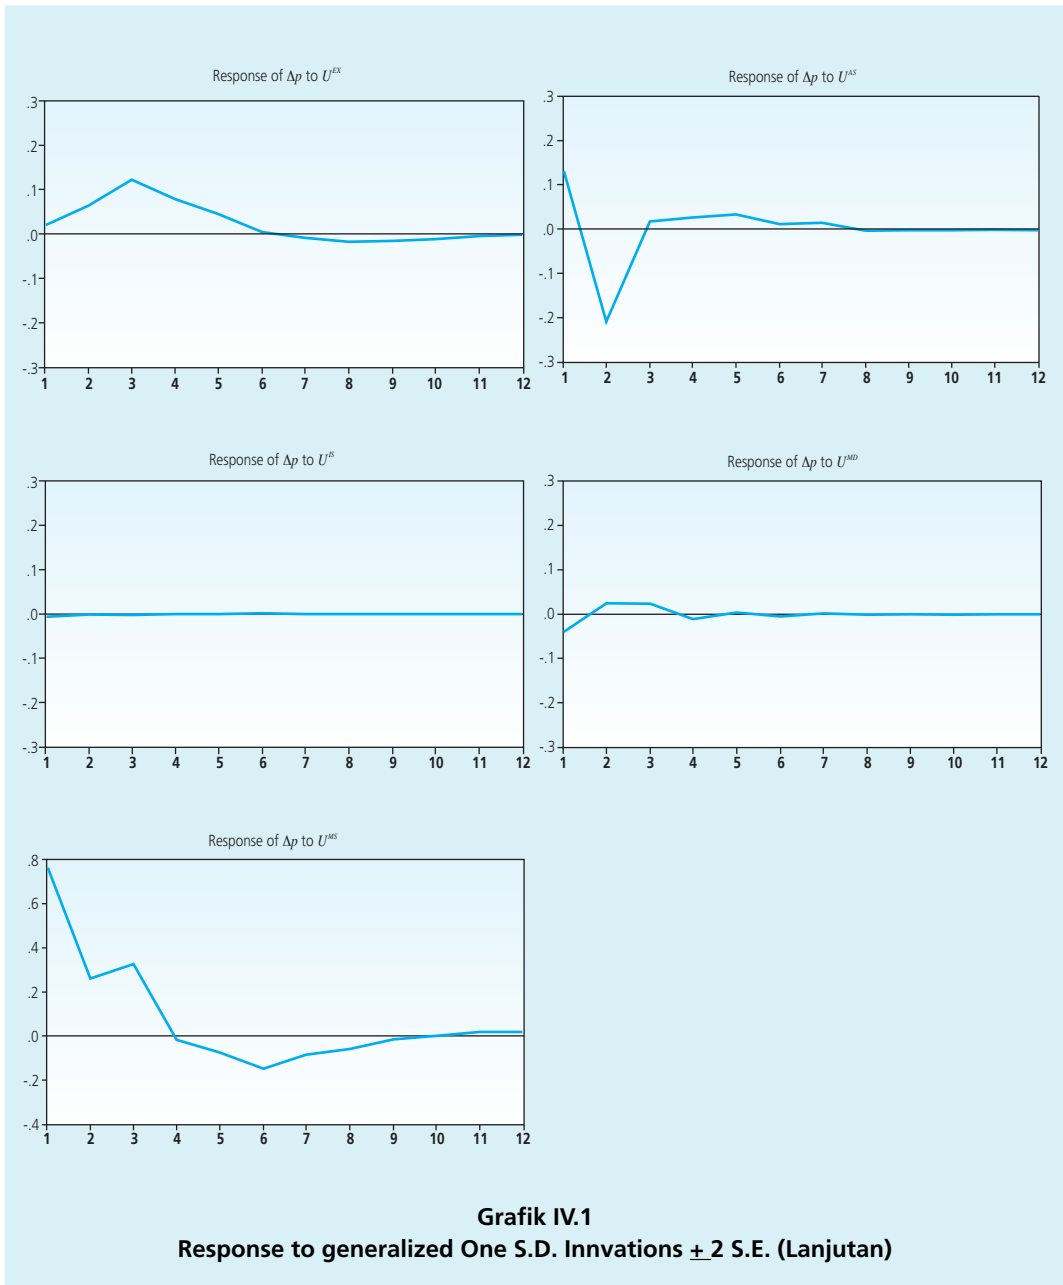 Response of Δp to U^EX
.3
.2
.1
.0
-.1
-.2
-.3
1 2 3 4 5 6 7 8 9 10 11 12
Response of Δp to U^AS
.3
.2
.1
.0
-.1
-.2
-.3
1 2 3 4 5 6 7 8 9 10 11 12
Response of Δp to U^IS
.3
.2
.1
.0
-.1
-.2
-.3
1 2 3 4 5 6 7 8 9 10 11 12
Response of Δp to U^MD
.3
.2
.1
.0
-.1
-.2
-.3
1 2 3 4 5 6 7 8 9 10 11 12
Response of Δp to U^MS
.8
.6
.4
.2
.0
-.2
-.4
1 2 3 4 5 6 7 8 9 10 11 12
Grafik IV.1
Response to generalized One S.D. Innvations ± 2 S.E. (Lanjutan)